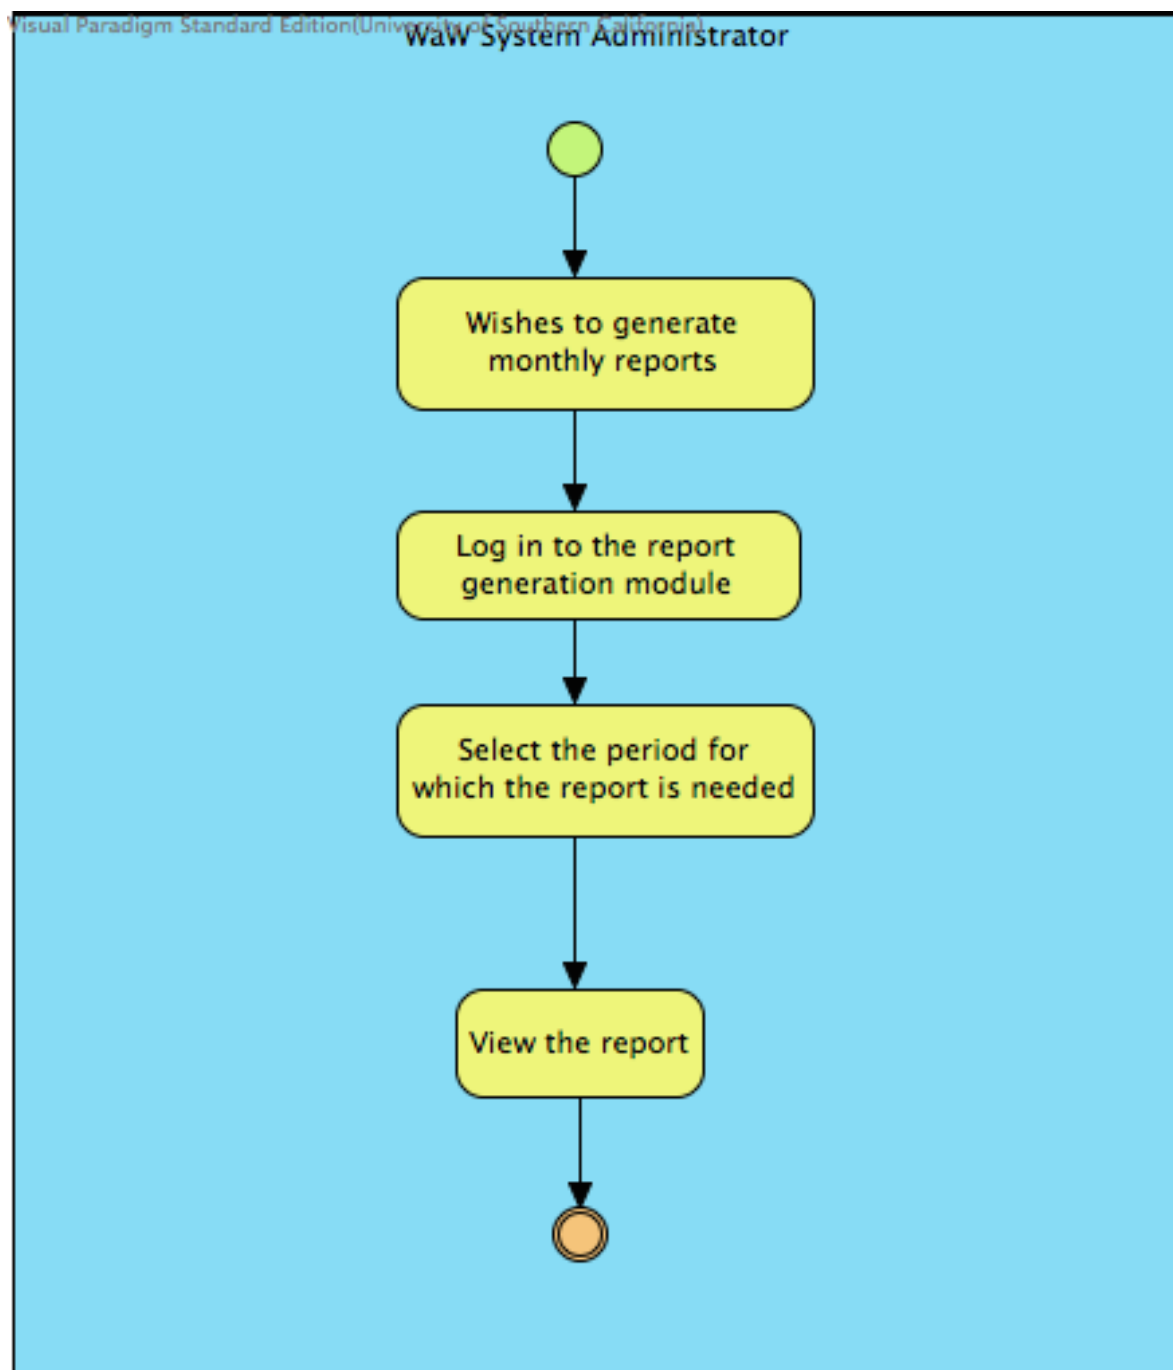 Visual Paradigm Standard Edition(University of Southern California)
WaW System Administrator
Wishes to generate
monthly reports
Log in to the report
generation module
Select the period for
which the report is needed
View the report